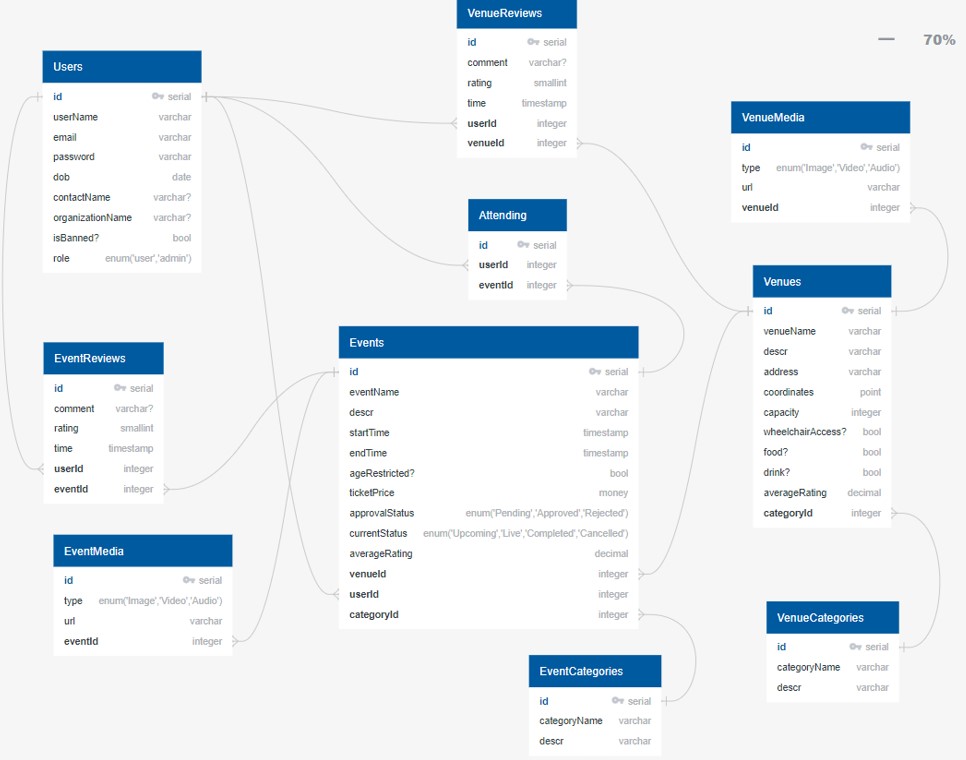 VenueReviews
id serial
comment varchar?
rating smallint
time timestamp
userId integer
venueId integer
— 70%
Users
id serial
userName varchar
email varchar
password varchar
dob date
contactName varchar?
organizationName varchar?
isBanned? bool
role enum('user','admin')
VenueMedia
id serial
type enum('Image','Video','Audio')
url varchar
venueId integer
Attending
id serial
userId integer
eventId integer
Venues
id serial
venueName varchar
descr varchar
address varchar
coordinates point
capacity integer
wheelchairAccess? bool
food? bool
drink? bool
averageRating decimal
categoryId integer
Events
id serial
eventName varchar
descr varchar
startTime timestamp
endTime timestamp
ageRestricted? bool
ticketPrice money
approvalStatus enum('Pending','Approved','Rejected')
currentStatus enum('Upcoming','Live','Completed','Cancelled')
averageRating decimal
venueId integer
userId integer
categoryId integer
EventReviews
id serial
comment varchar?
rating smallint
time timestamp
userId integer
eventId integer
EventMedia
id serial
type enum('Image','Video','Audio')
url varchar
eventId integer
VenueCategories
id serial
categoryName varchar
descr varchar
EventCategories
id serial
categoryName varchar
descr varchar